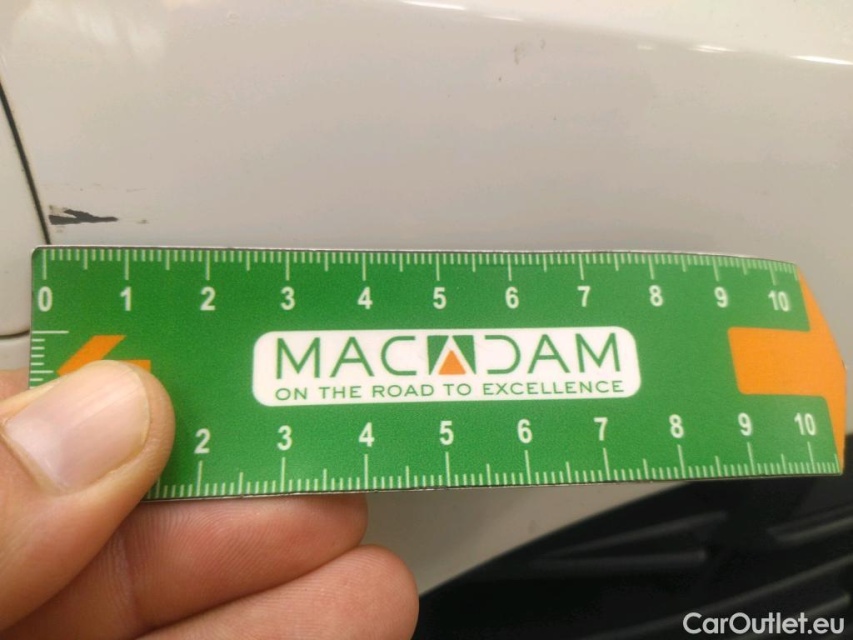 0 1 2 3 4 5 6 7 8 9 10
MACADAM
ON THE ROAD TO EXCELLENCE
2 3 4 5 6 7 8 9 10
CarOutlet.eu